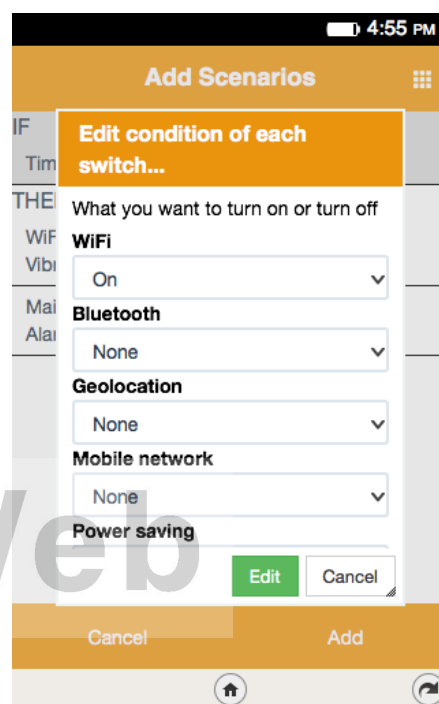 4:55 PM
Add Scenarios
IF
Edit condition of each
switch...
What you want to turn on or turn off
WiFi
On
Bluetooth
None
Geolocation
None
Mobile network
None
Power saving
Edit Cancel
Cancel Add